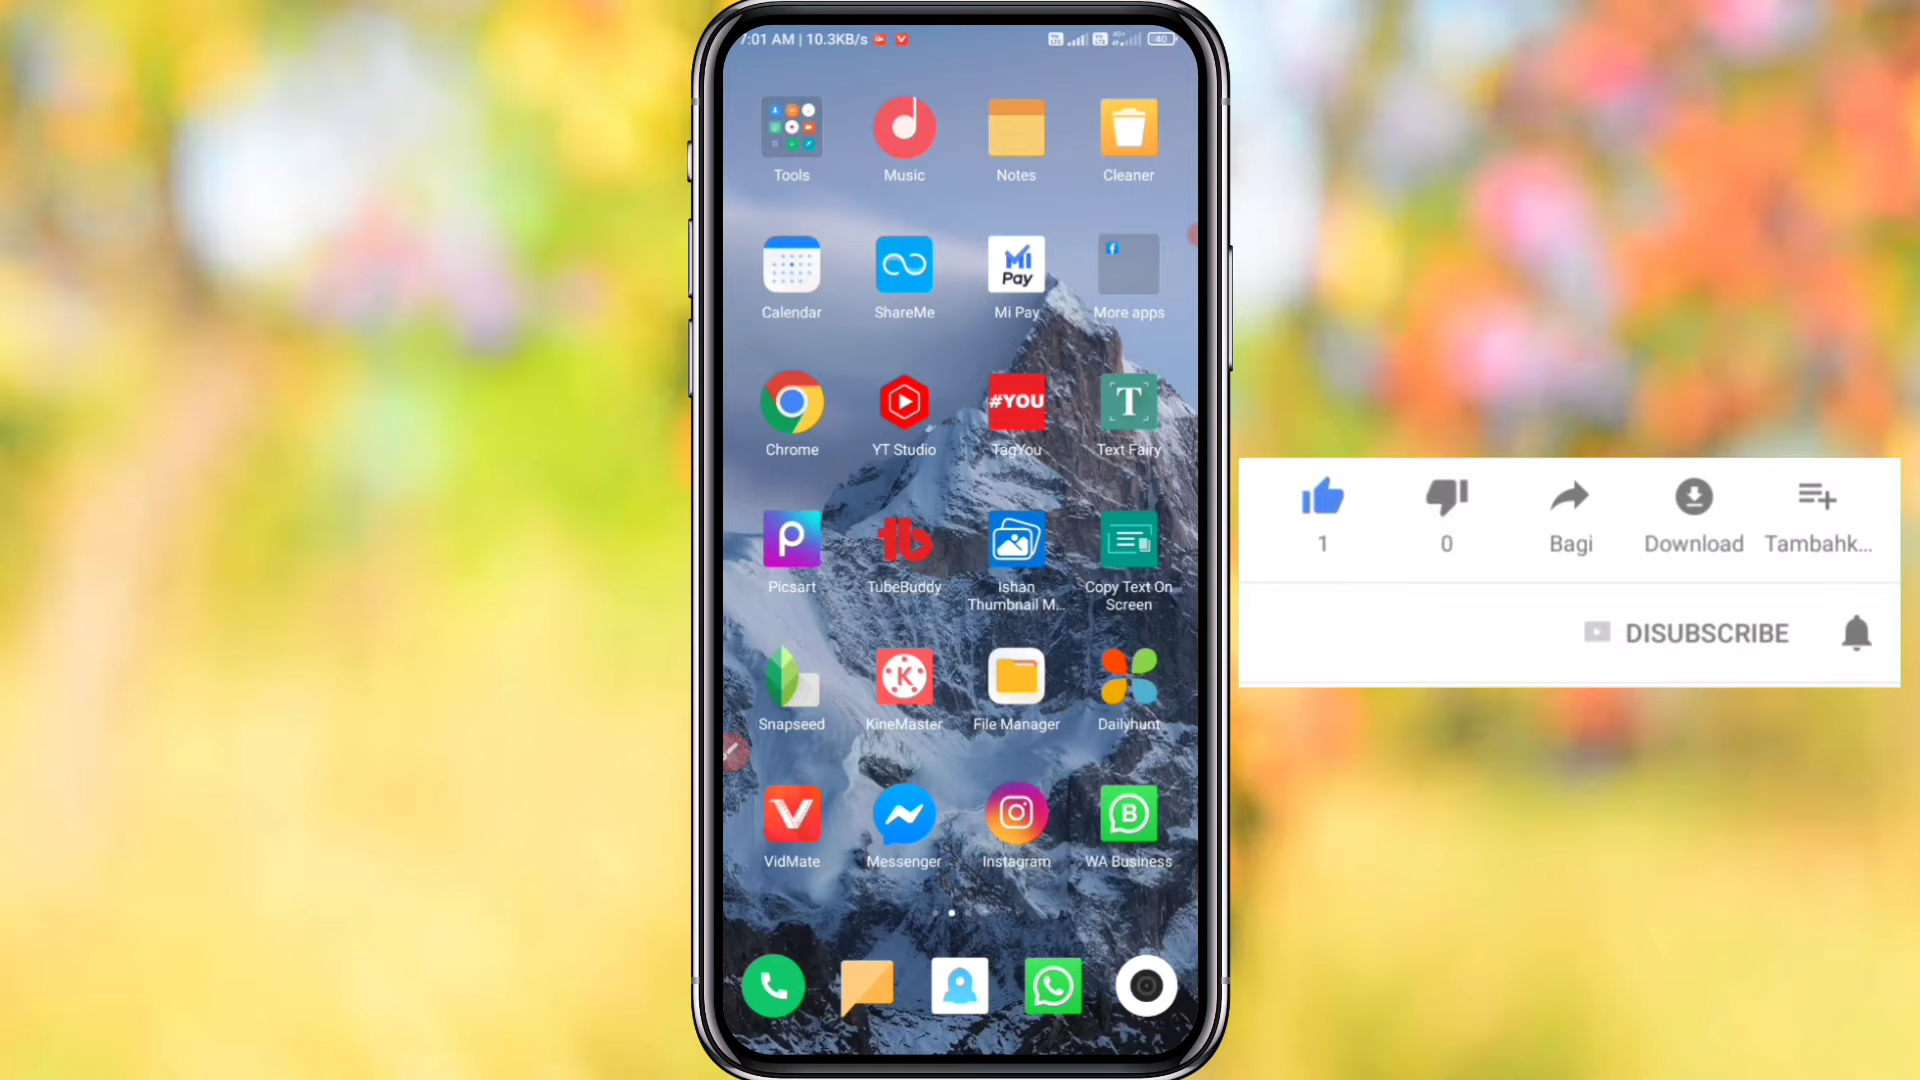 7:01 AM | 10.3KB/s
40
Tools Music Notes Cleaner
Mi Pay
Calendar ShareMe Mi Pay More apps
#YOU T
Chrome YT Studio TagYou Text Fairy
Picsart TubeBuddy Ishan Thumbnail M... Copy Text On Screen
K
Snapseed KineMaster File Manager Dailyhunt
B
VidMate Messenger Instagram WA Business
1 0 Bagi Download Tambahk...
DISUBSCRIBE